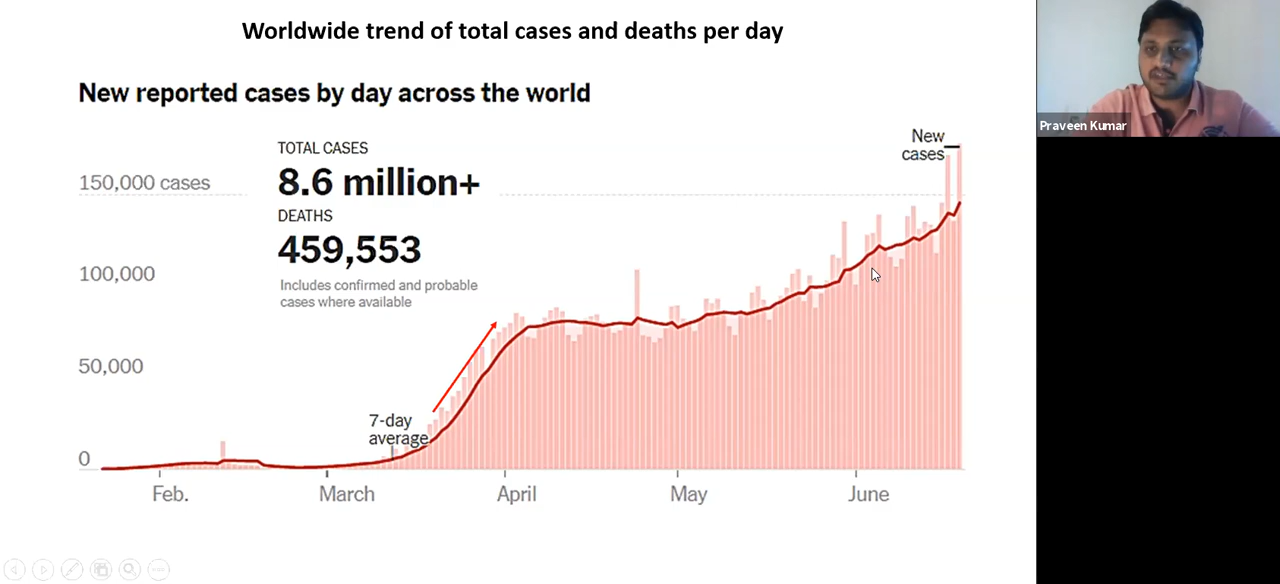 Worldwide trend of total cases and deaths per day
New reported cases by day across the world
TOTAL CASES
8.6 million+
DEATHS
459,553
Includes confirmed and probable
cases where available
New
cases
150,000 cases
100,000
50,000
0
7-day
average
Feb.
March
April
May
June
Praveen Kumar